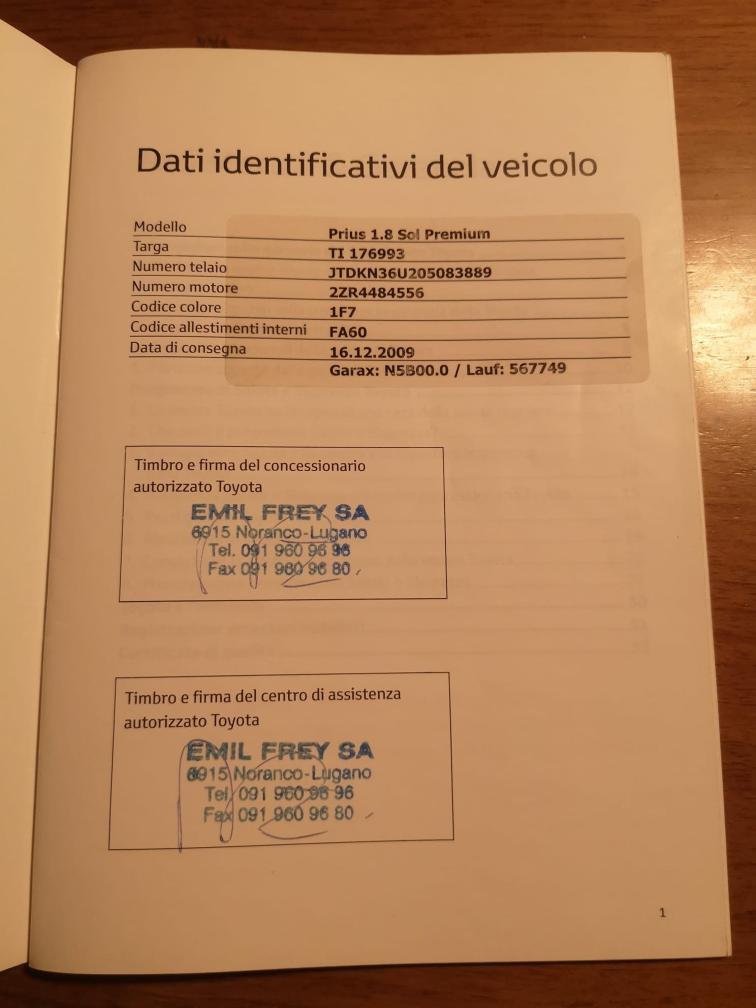 Dati identificativi del veicolo
Modello Prius 1.8 Sol Premium
Targa TI 176993
Numero telaio JTDKN36U205083889
Numero motore 2ZR4484556
Codice colore 1F7
Codice allestimenti interni FA60
Data di consegna 16.12.2009
Garax: N5B00.0 / Lauf: 567749
Timbro e firma del concessionario
autorizzato Toyota
EMIL FREY SA
6915 Noranco-Lugano
Tel. 091 960 96 96
Fax 091 960 96 80
Timbro e firma del centro di assistenza
autorizzato Toyota
EMIL FREY SA
6915 Noranco-Lugano
Tel. 091 960 96 96
Fax 091 960 96 80
1